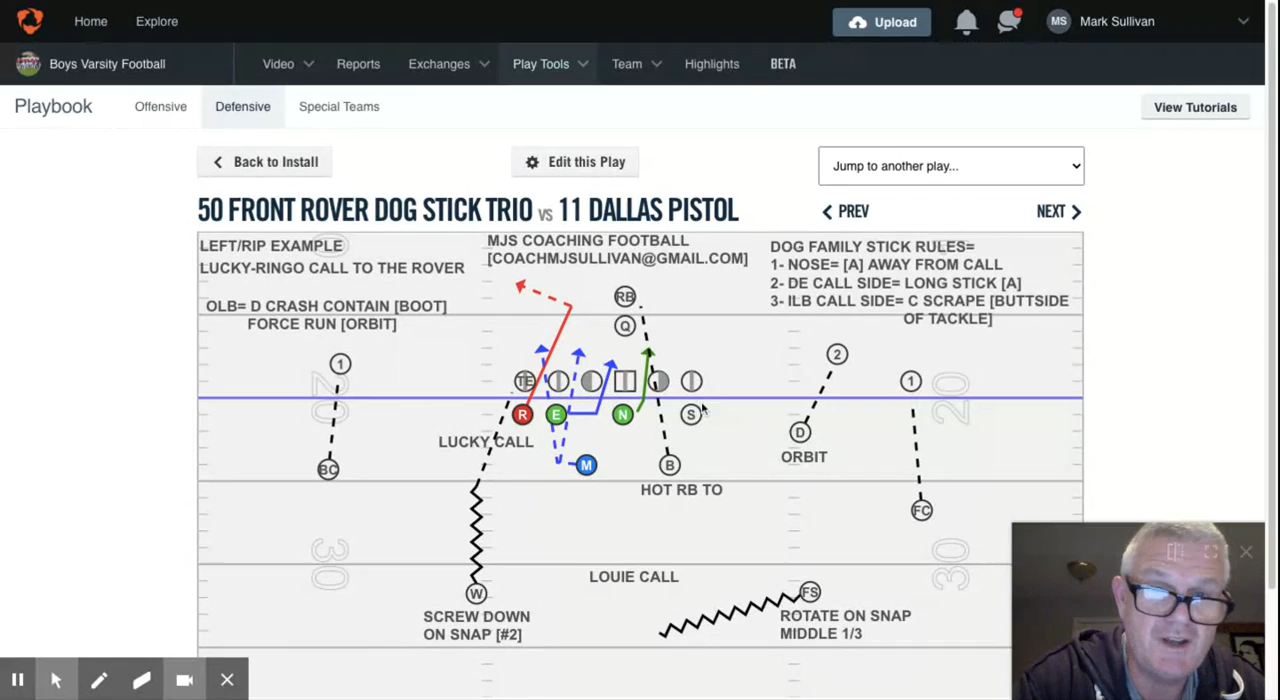 Home
Explore
Upload
MS
Mark Sullivan
Boys Varsity Football
Video
Reports
Exchanges
Play Tools
Team
Highlights
BETA
Playbook
Offensive
Defensive
Special Teams
View Tutorials
Back to Install
Edit this Play
Jump to another play...
50 FRONT ROVER DOG STICK TRIO vs 11 DALLAS PISTOL
PREV
NEXT
LEFT/RIP EXAMPLE
LUCKY-RINGO CALL TO THE ROVER
OLB= D CRASH CONTAIN [BOOT]
FORCE RUN [ORBIT]
MJS COACHING FOOTBALL
[COACHMJSULLIVAN@GMAIL.COM]
DOG FAMILY STICK RULES=
1- NOSE= [A] AWAY FROM CALL
2- DE CALL SIDE= LONG STICK [A]
3- ILB CALL SIDE= C SCRAPE [BUTTSIDE
OF TACKLE]
RB
Q
1
2
1
TE
20
20
R
E
N
S
D
LUCKY CALL
ORBIT
BC
M
B
HOT RB TO
FC
30
30
LOUIE CALL
W
FS
SCREW DOWN
ON SNAP [#2]
ROTATE ON SNAP
MIDDLE 1/3